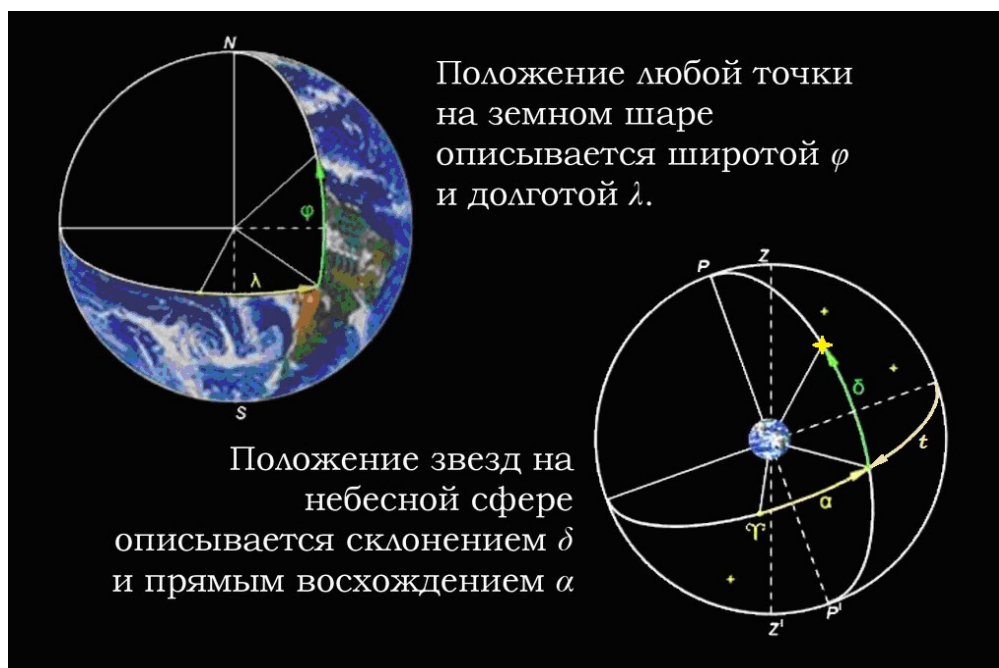 N
Положение любой точки
на земном шаре
описывается широтой φ
и долготой λ.
φ
λ
S
P
Z
δ
t
α
♈
P'
Z'
Положение звезд на
небесной сфере
описывается склонением δ
и прямым восхождением α